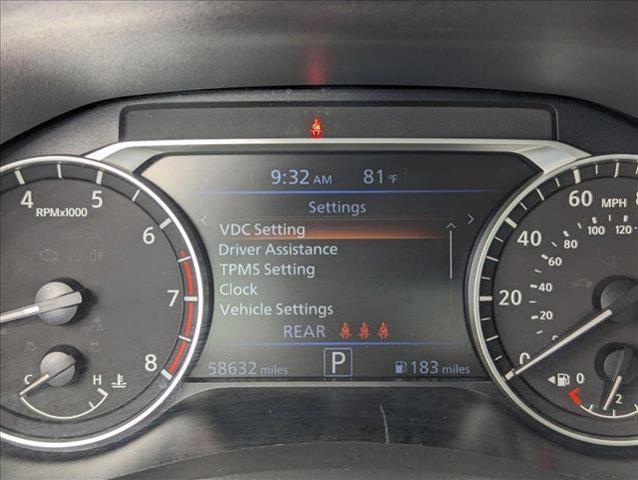 9:32 AM 81°F
Settings
VDC Setting
Driver Assistance
TPMS Setting
Clock
Vehicle Settings
REAR
58632 miles P 183 miles
4 5 6 7 8
RPMx1000
C H
0 20 40 60 MPH
40 60 80 100 120
0 2